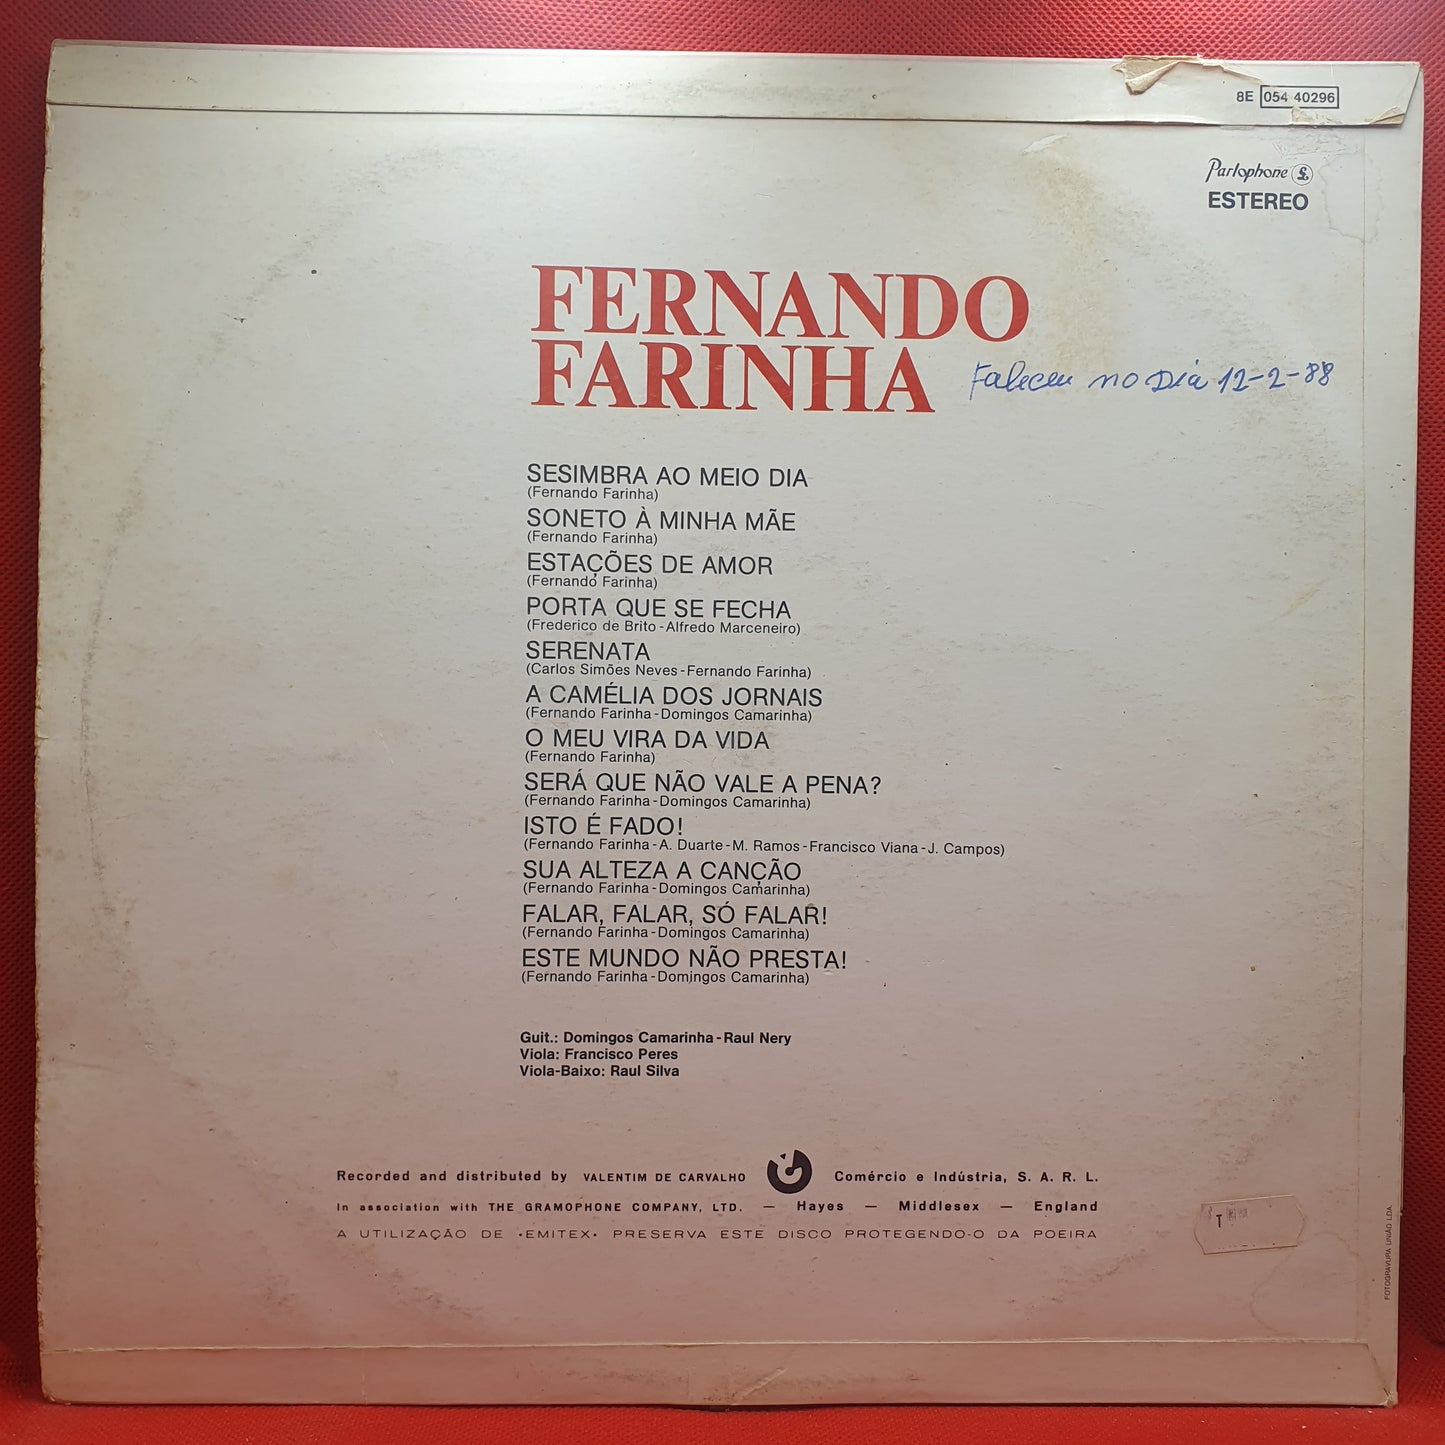 8E 054 40296
Parlophone
ESTEREO
FERNANDO
FARINHA
Faleceu no Dia 12-2-88
SESIMBRA AO MEIO DIA
(Fernando Farinha)
SONETO À MINHA MÃE
(Fernando Farinha)
ESTAÇÕES DE AMOR
(Fernando Farinha)
PORTA QUE SE FECHA
(Frederico de Brito-Alfredo Marceneiro)
SERENATA
(Carlos Simões Neves-Fernando Farinha)
A CAMÉLIA DOS JORNAIS
(Fernando Farinha-Domingos Camarinha)
O MEU VIRA DA VIDA
(Fernando Farinha)
SERÁ QUE NÃO VALE A PENA?
(Fernando Farinha-Domingos Camarinha)
ISTO É FADO!
(Fernando Farinha-A. Duarte-M. Ramos-Francisco Viana-J. Campos)
SUA ALTEZA A CANÇÃO
(Fernando Farinha-Domingos Camarinha)
FALAR, FALAR, SÓ FALAR!
(Fernando Farinha-Domingos Camarinha)
ESTE MUNDO NÃO PRESTA!
(Fernando Farinha-Domingos Camarinha)
Guit.: Domingos Camarinha-Raul Nery
Viola: Francisco Peres
Viola-Baixo: Raul Silva
Recorded and distributed by VALENTIM DE CARVALHO Comércio e Indústria, S. A. R. L.
In association with THE GRAMOPHONE COMPANY, LTD. — Hayes — Middlesex — England
A UTILIZAÇÃO DE •EMITEX• PRESERVA ESTE DISCO PROTEGENDO-O DA POEIRA
T
FOTOGRAVURA UNIÃO LDA.